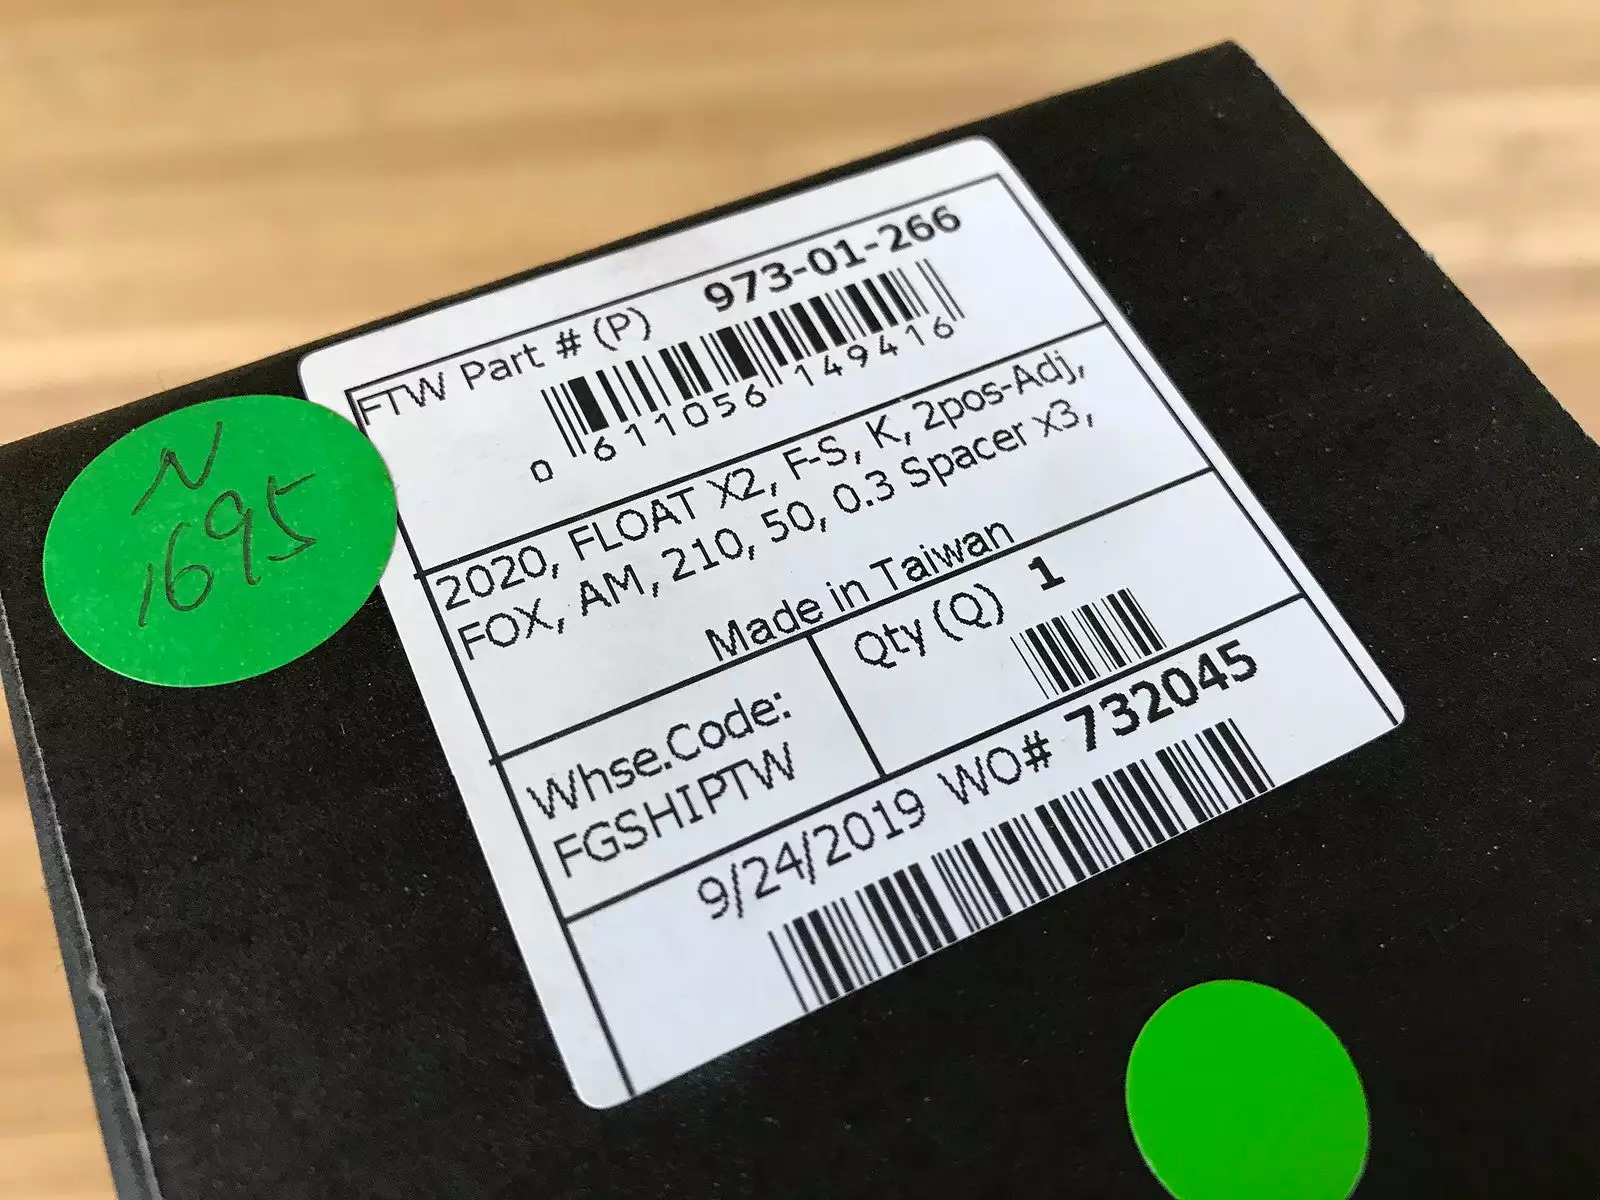 FTW Part # (P) 973-01-266
0 611056 149416
2020, FLOAT X2, F-S, K, 2pos-Adj,
FOX, AM, 210, 50, 0.3 Spacer x3,
Made in Taiwan
Whse.Code:
FGSHIPTW
Qty (Q) 1
9/24/2019 WO# 732045
N
1695